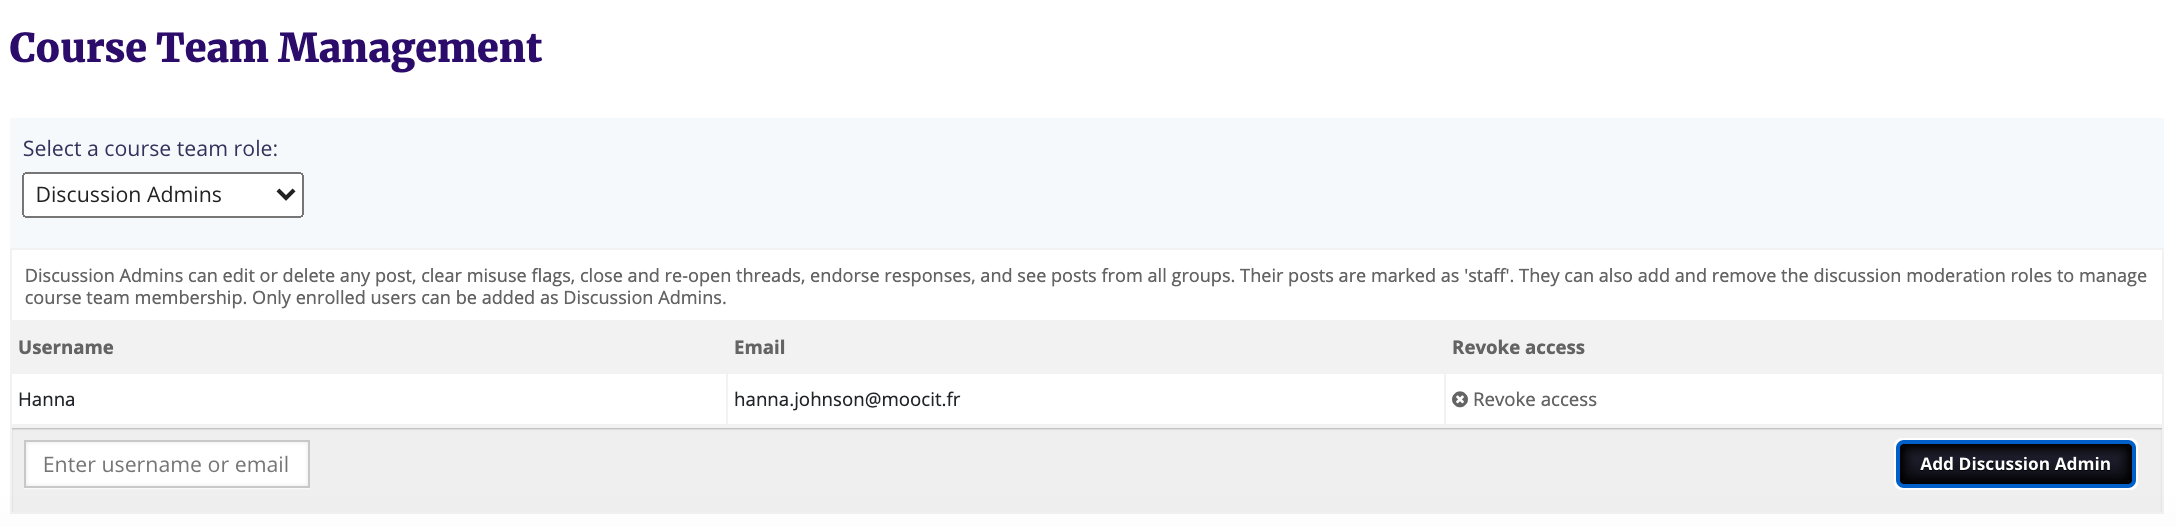 Course Team Management
Select a course team role:
Discussion Admins
Discussion Admins can edit or delete any post, clear misuse flags, close and re-open threads, endorse responses, and see posts from all groups. Their posts are marked as 'staff'. They can also add and remove the discussion moderation roles to manage
course team membership. Only enrolled users can be added as Discussion Admins.
Username Email Revoke access
Hanna hanna.johnson@moocit.fr Revoke access
Enter username or email Add Discussion Admin